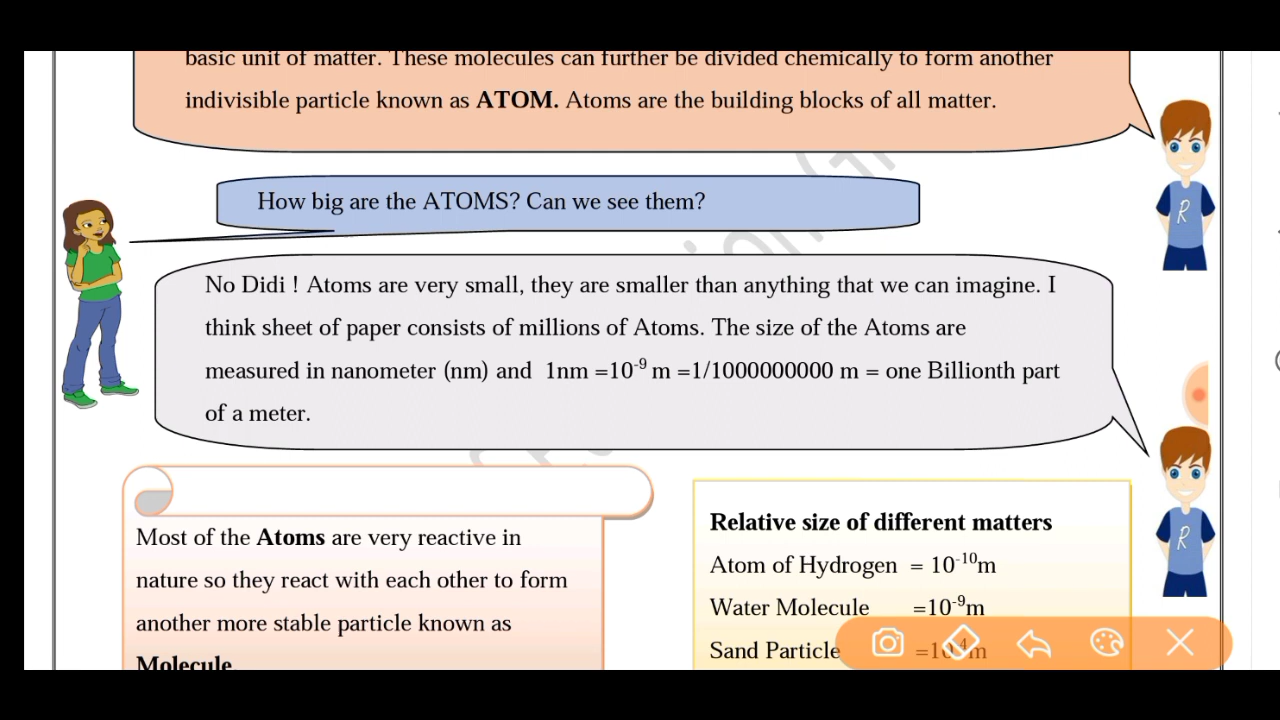 basic unit of matter. These molecules can further be divided chemically to form another
indivisible particle known as ATOM. Atoms are the building blocks of all matter.
How big are the ATOMS? Can we see them?
No Didi ! Atoms are very small, they are smaller than anything that we can imagine. I
think sheet of paper consists of millions of Atoms. The size of the Atoms are
measured in nanometer (nm) and 1nm =10⁻⁹ m =1/1000000000 m = one Billionth part
of a meter.
Most of the Atoms are very reactive in
nature so they react with each other to form
another more stable particle known as
Molecule
Relative size of different matters
Atom of Hydrogen = 10⁻¹⁰m
Water Molecule =10⁻⁹m
Sand Particle =10⁻⁴m
R
R